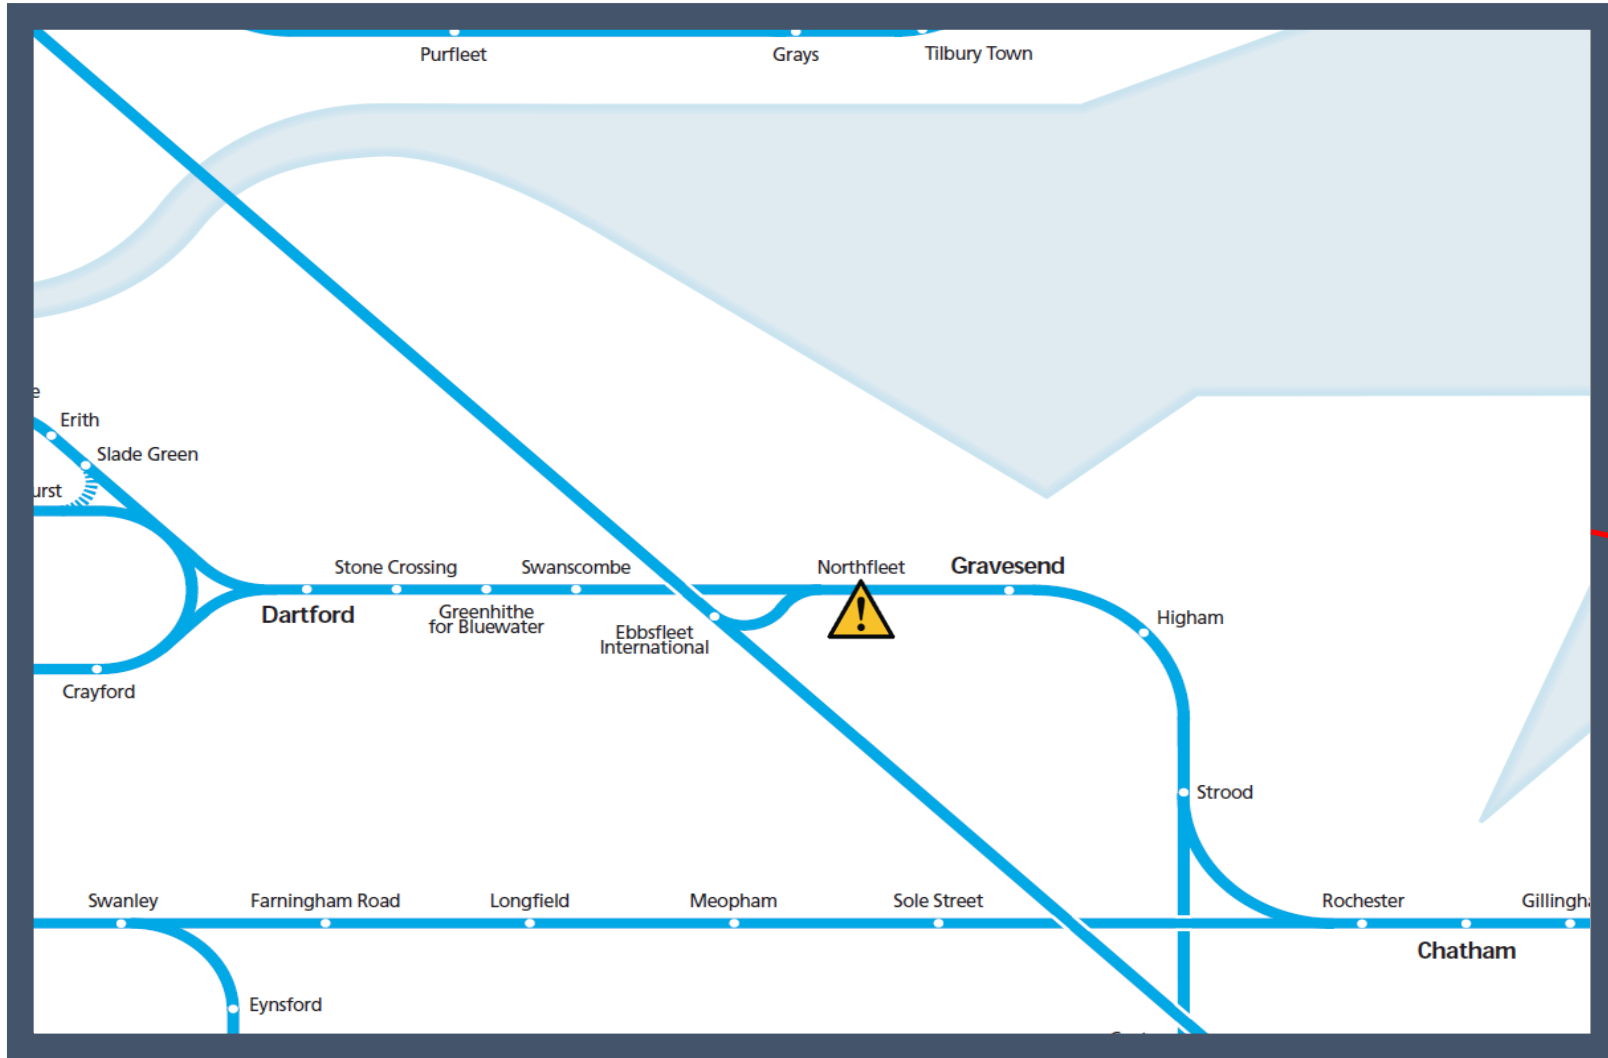 Purfleet
Grays
Tilbury Town
e
Erith
Slade Green
urst
Stone Crossing
Swanscombe
Northfleet
Gravesend
Dartford
Greenhithe
for Bluewater
Ebbsfleet
International
Higham
Crayford
Strood
Swanley
Farningham Road
Longfield
Meopham
Sole Street
Rochester
Gillingha
Chatham
Eynsford